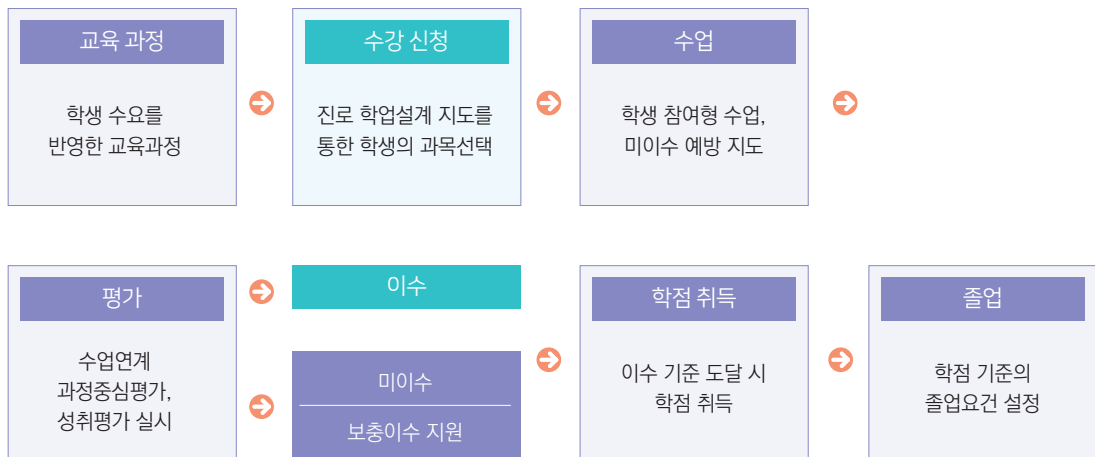 교육 과정
학생 수요를
반영한 교육과정
수강 신청
진로 학업설계 지도를
통한 학생의 과목선택
수업
학생 참여형 수업,
미이수 예방 지도
평가
수업연계
과정중심평가,
성취평가 실시
이수
미이수
보충이수 지원
학점 취득
이수 기준 도달 시
학점 취득
졸업
학점 기준의
졸업요건 설정